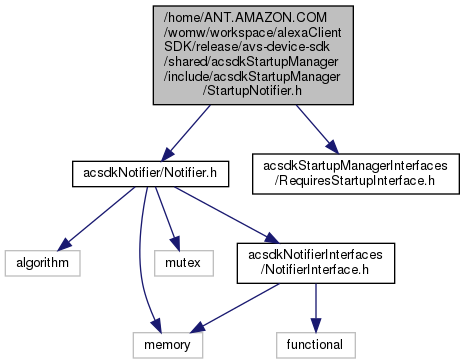 /home/ANT.AMAZON.COM
/womw/workspace/alexaClient
SDK/release/avs-device-sdk
/shared/acsdkStartupManager
/include/acsdkStartupManager
/StartupNotifier.h
acsdkNotifier/Notifier.h
acsdkStartupManagerInterfaces
/RequiresStartupInterface.h
algorithm
mutex
acsdkNotifierInterfaces
/NotifierInterface.h
memory
functional